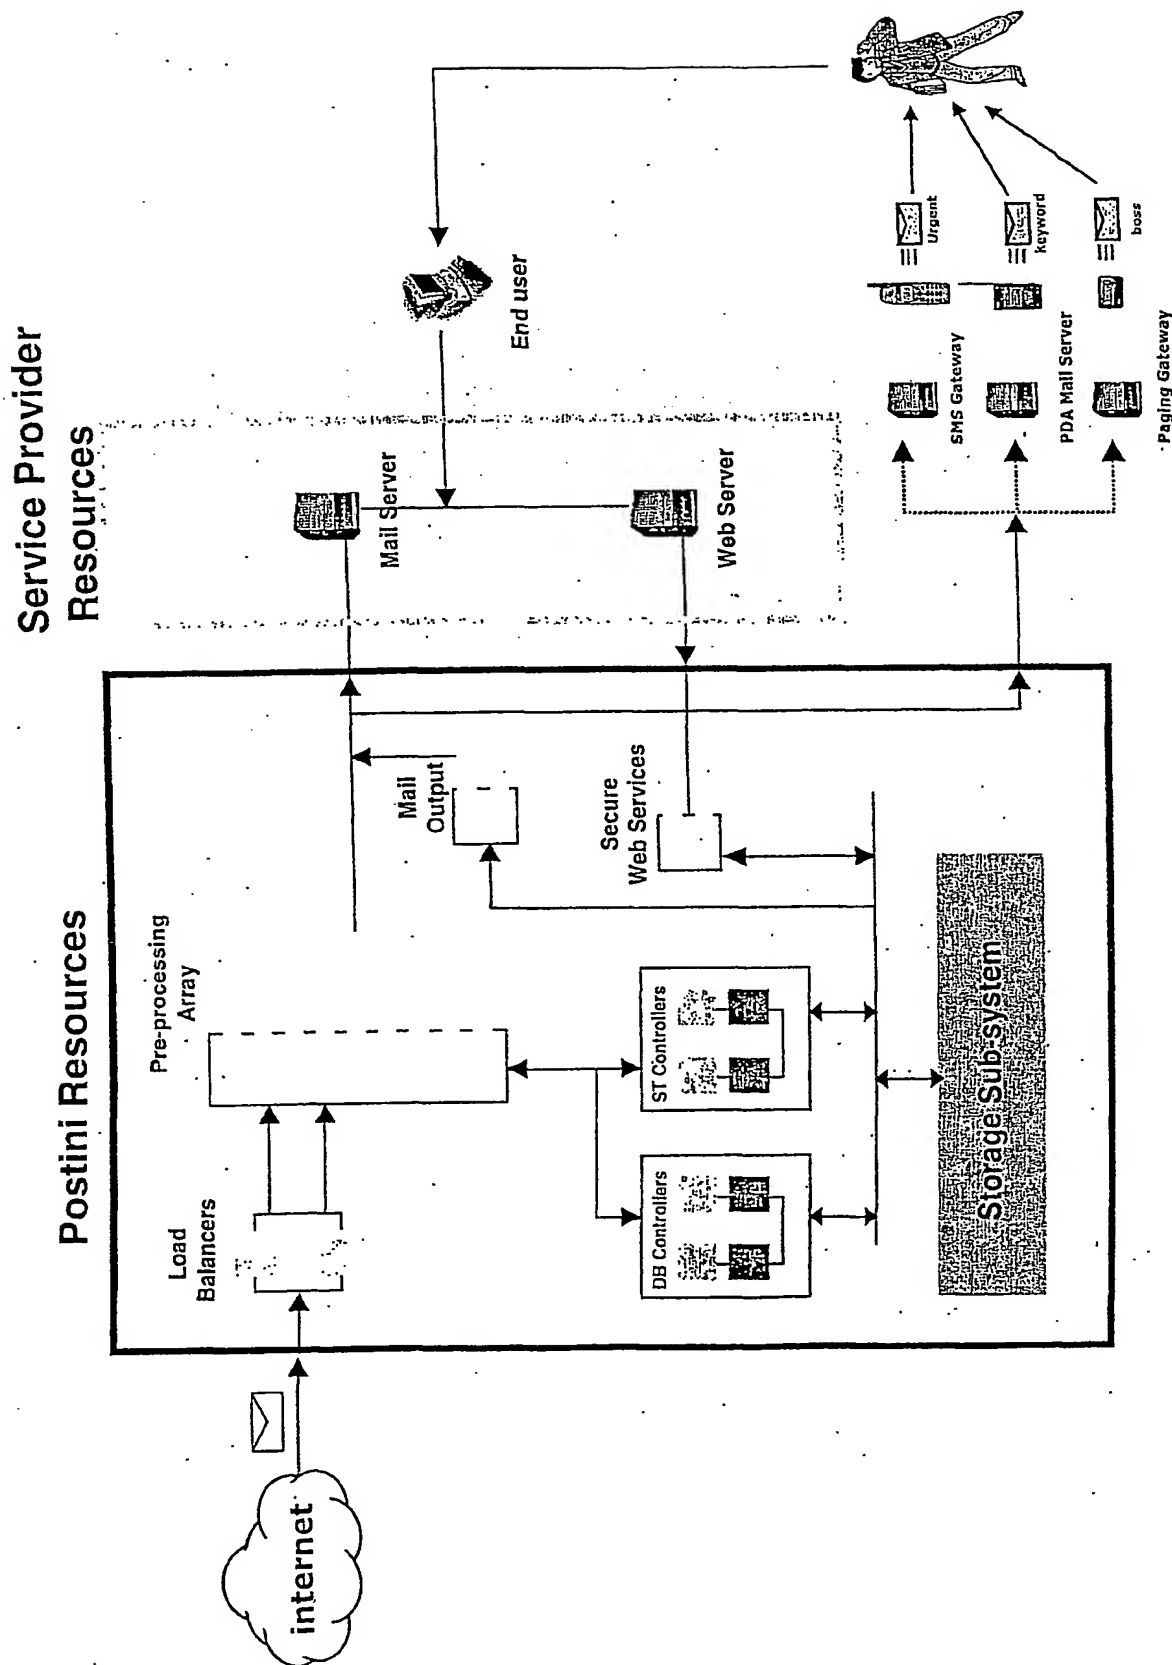 Service Provider
Resources
Postini Resources
internet
Load
Balancers
Pre-processing
Array
Mail
Output
Secure
Web Services
DB Controllers
ST Controllers
Storage Sub-system
Mail Server
Web Server
End user
SMS Gateway
PDA Mail Server
Paging Gateway
Urgent
keyword
boss